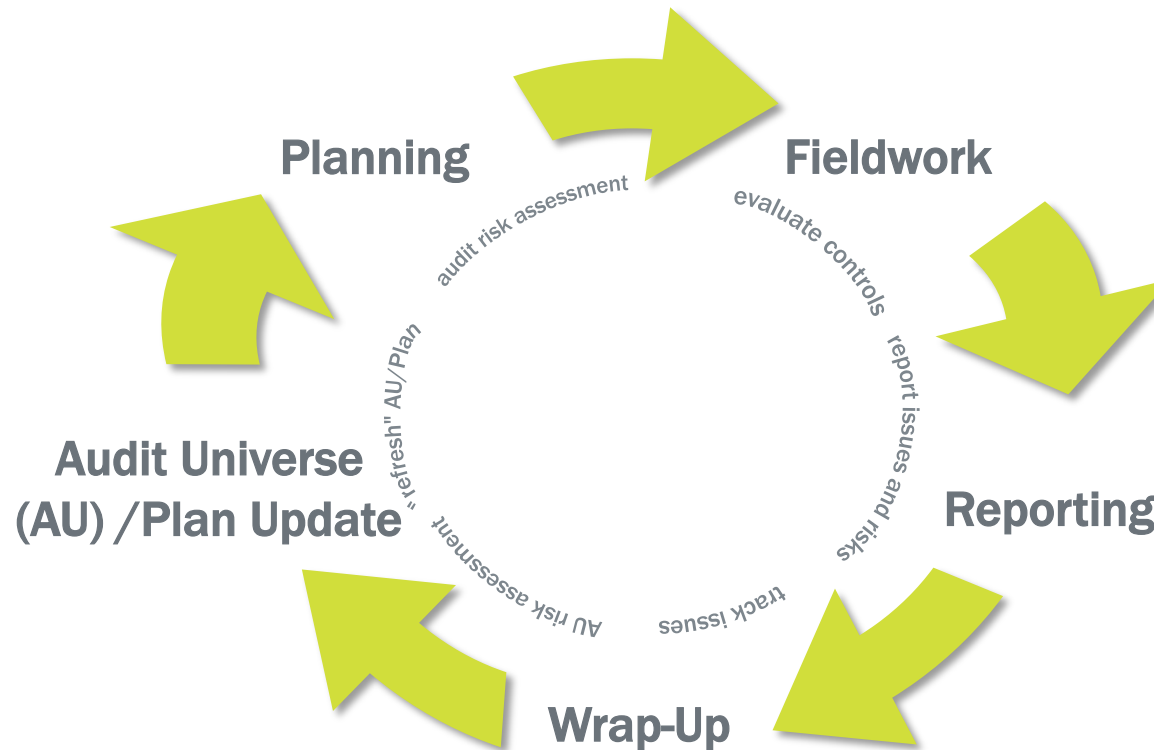 Planning
Fieldwork
audit risk assessment
evaluate controls
"refresh" AU/Plan
report issues and risks
Audit Universe
(AU) /Plan Update
Reporting
AU risk assessment
track issues
Wrap-Up